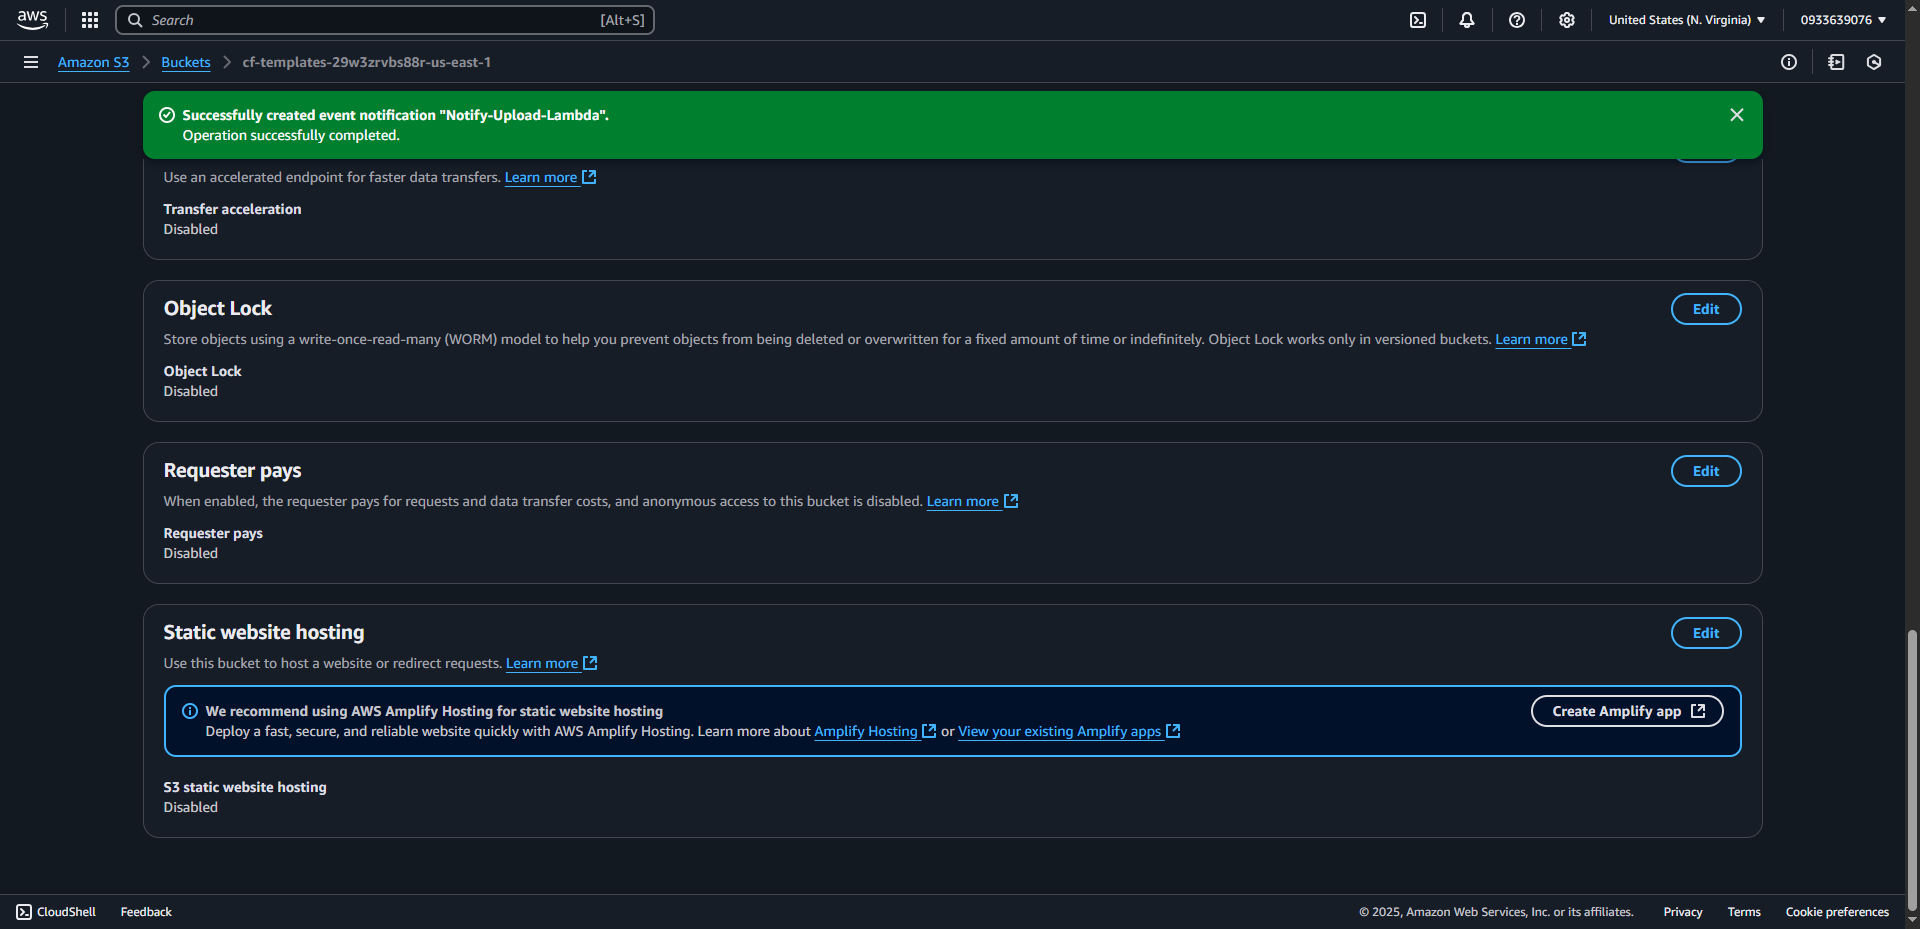 aws
Search [Alt+S]
United States (N. Virginia)
0933639076
Amazon S3
Buckets
cf-templates-29w3zrvbs88r-us-east-1
Successfully created event notification "Notify-Upload-Lambda".
Operation successfully completed.
Use an accelerated endpoint for faster data transfers. Learn more
Transfer acceleration
Disabled
Object Lock
Edit
Store objects using a write-once-read-many (WORM) model to help you prevent objects from being deleted or overwritten for a fixed amount of time or indefinitely. Object Lock works only in versioned buckets. Learn more
Object Lock
Disabled
Requester pays
Edit
When enabled, the requester pays for requests and data transfer costs, and anonymous access to this bucket is disabled. Learn more
Requester pays
Disabled
Static website hosting
Edit
Use this bucket to host a website or redirect requests. Learn more
We recommend using AWS Amplify Hosting for static website hosting
Deploy a fast, secure, and reliable website quickly with AWS Amplify Hosting. Learn more about Amplify Hosting or View your existing Amplify apps
Create Amplify app
S3 static website hosting
Disabled
CloudShell
Feedback
© 2025, Amazon Web Services, Inc. or its affiliates.
Privacy
Terms
Cookie preferences